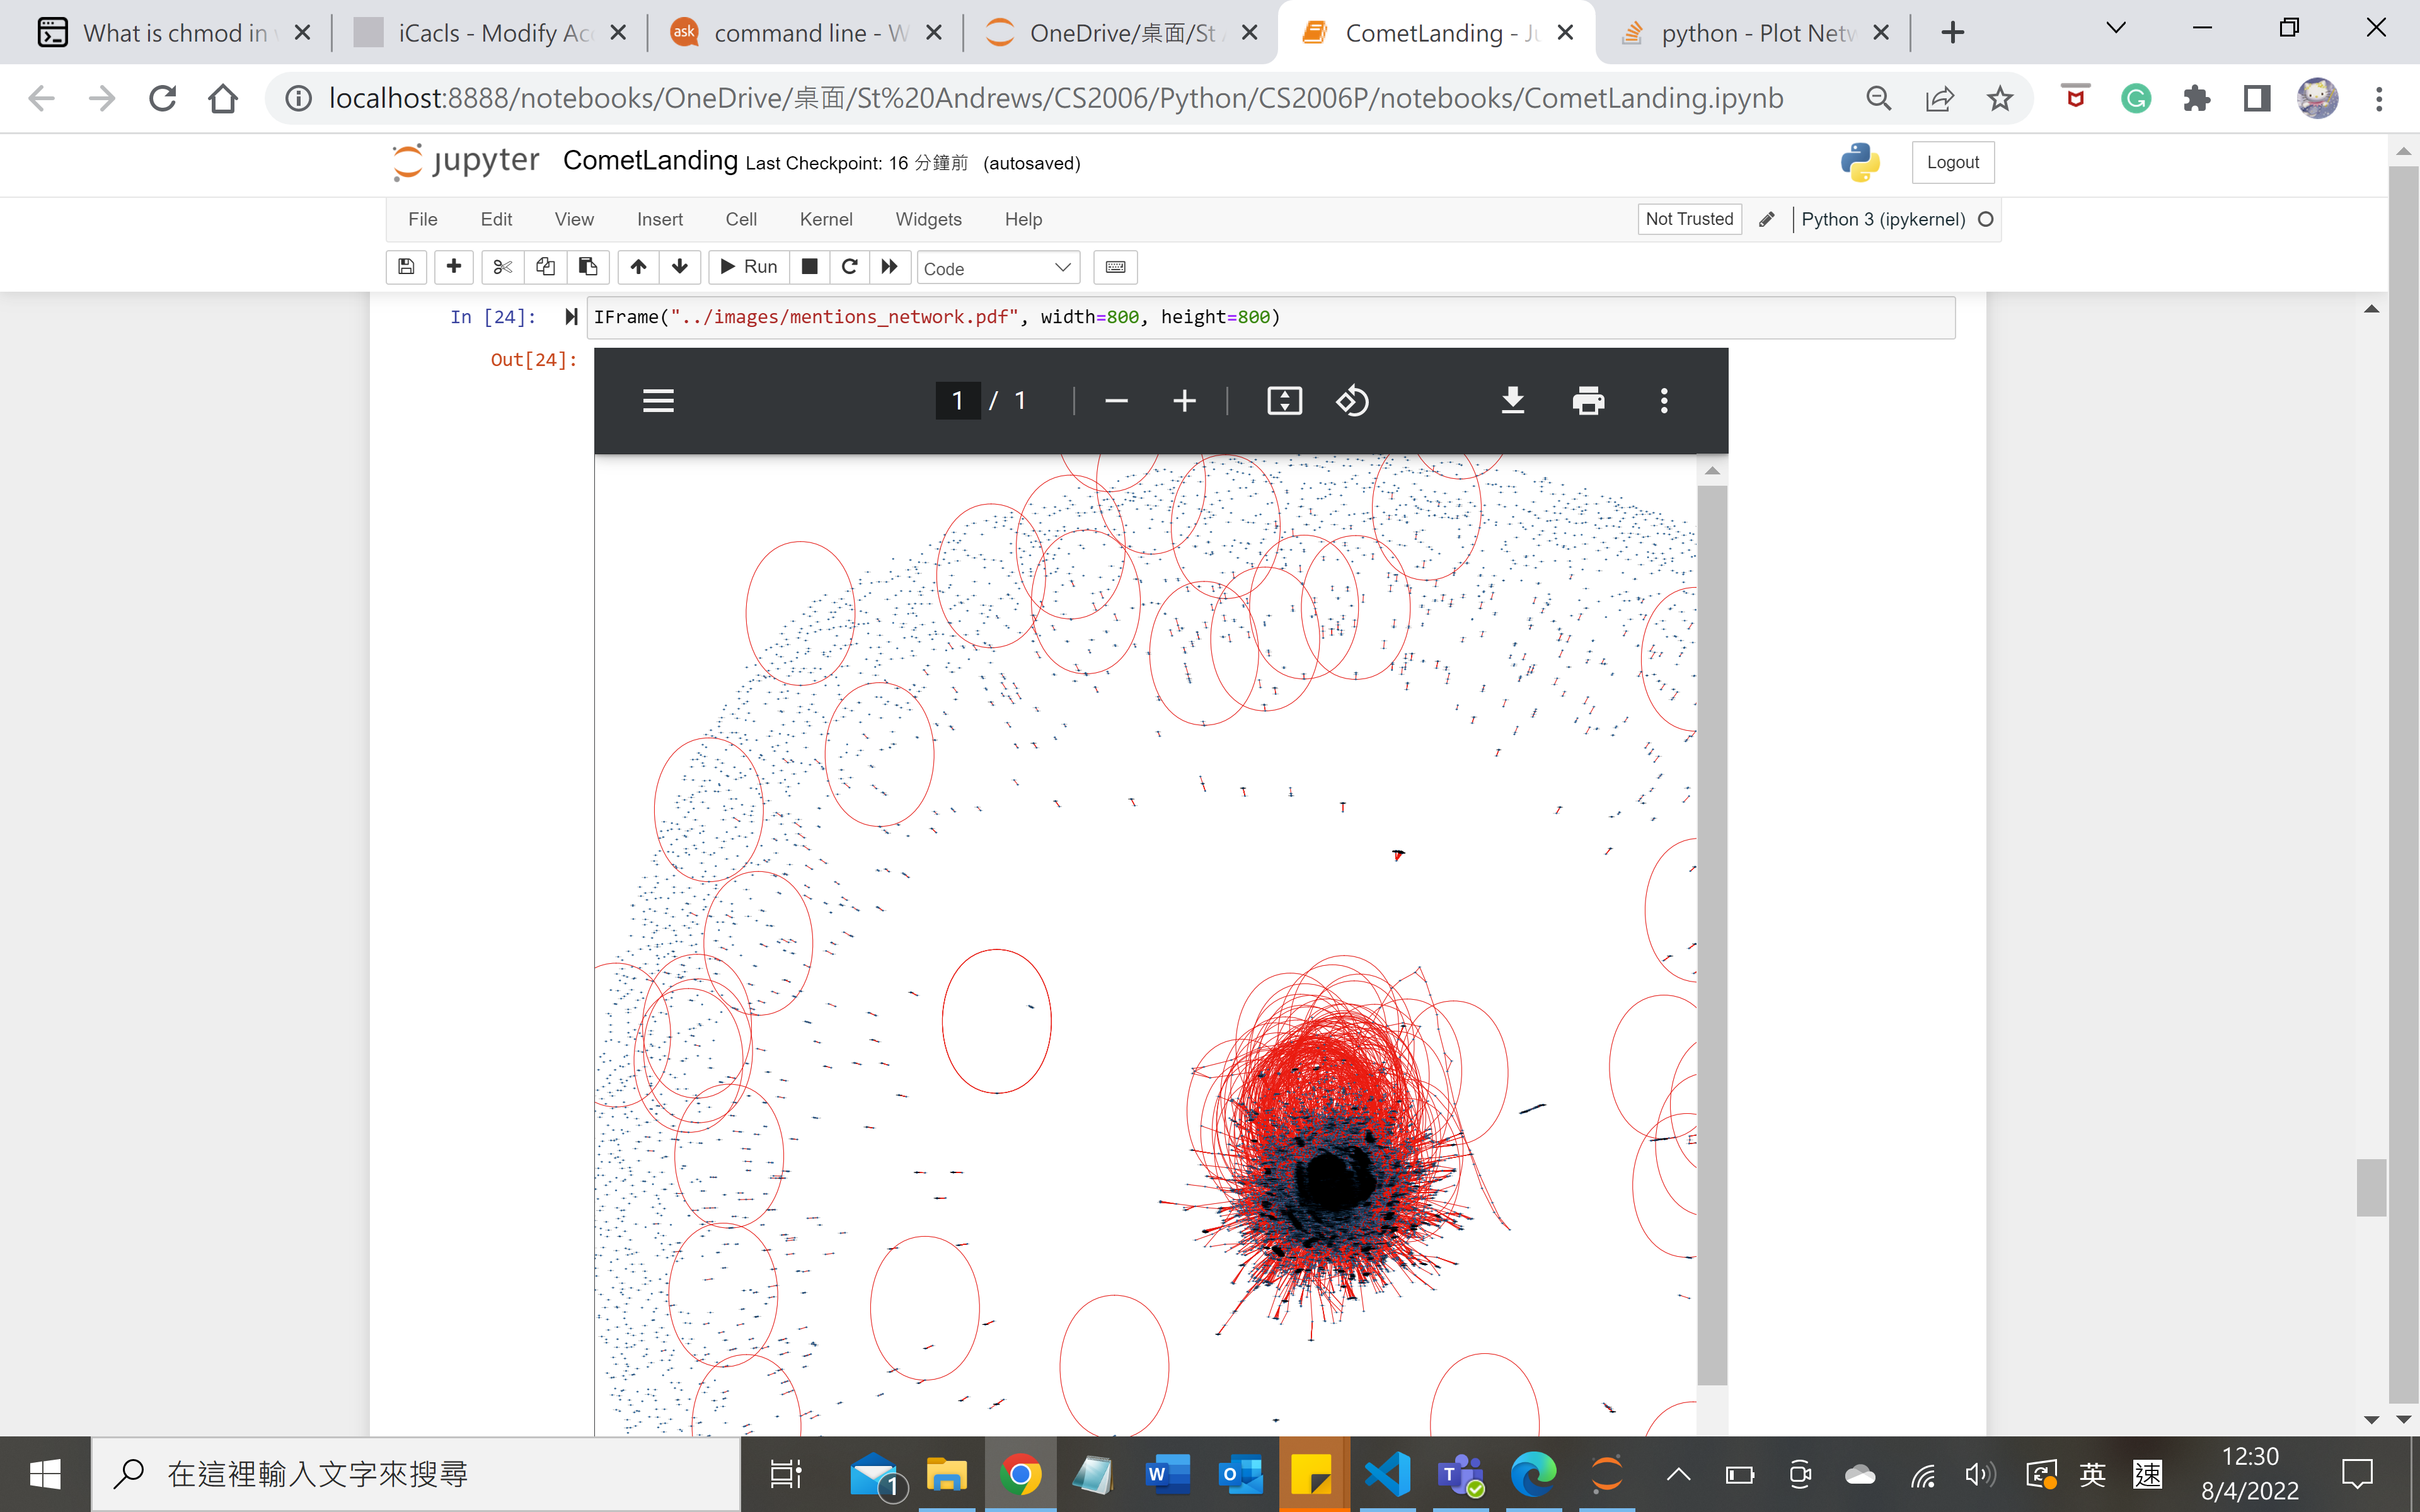 What is chmod in
iCacls - Modify Acc
ask
command line - W
OneDrive/桌面/St
CometLanding - Ju
python - Plot Netw
localhost:8888/notebooks/OneDrive/桌面/St%20Andrews/CS2006/Python/CS2006P/notebooks/CometLanding.ipynb
jupyter CometLanding Last Checkpoint: 16 分鐘前 (autosaved)
Logout
File Edit View Insert Cell Kernel Widgets Help
Not Trusted Python 3 (ipykernel)
Run Code
In [24]: IFrame("../images/mentions_network.pdf", width=800, height=800)
Out[24]:
1 / 1
在這裡輸入文字來搜尋
1
英
速
12:30
8/4/2022